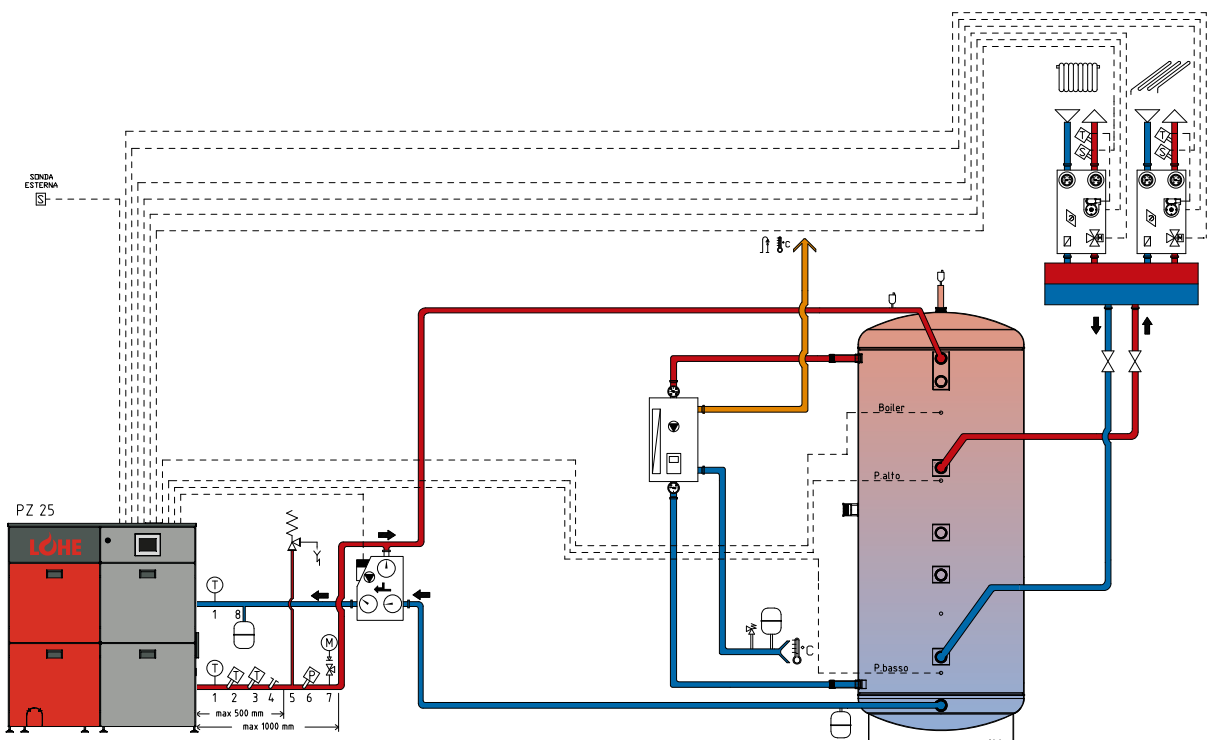 SONDA
ESTERNA
S
T
S
T
S
°C
Boiler
P.alto
PZ 25
LOHE
T
1
8
M
°C
P.basso
T
T
T
P
1
2
3
4
5
6
7
max 500 mm
max 1000 mm